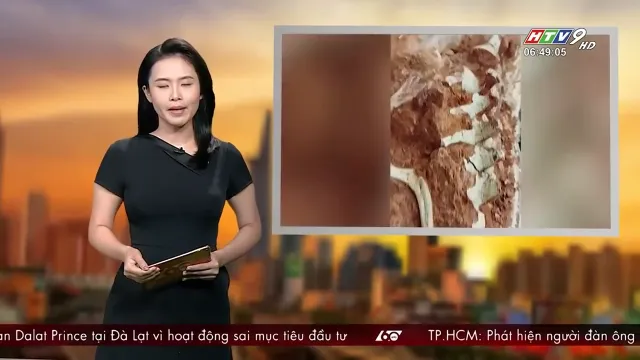 HTV9 HD
06:49:05
an Dalat Prince tại Đà Lạt vì hoạt động sai mục tiêu đầu tư
60
TP.HCM: Phát hiện người đàn ông